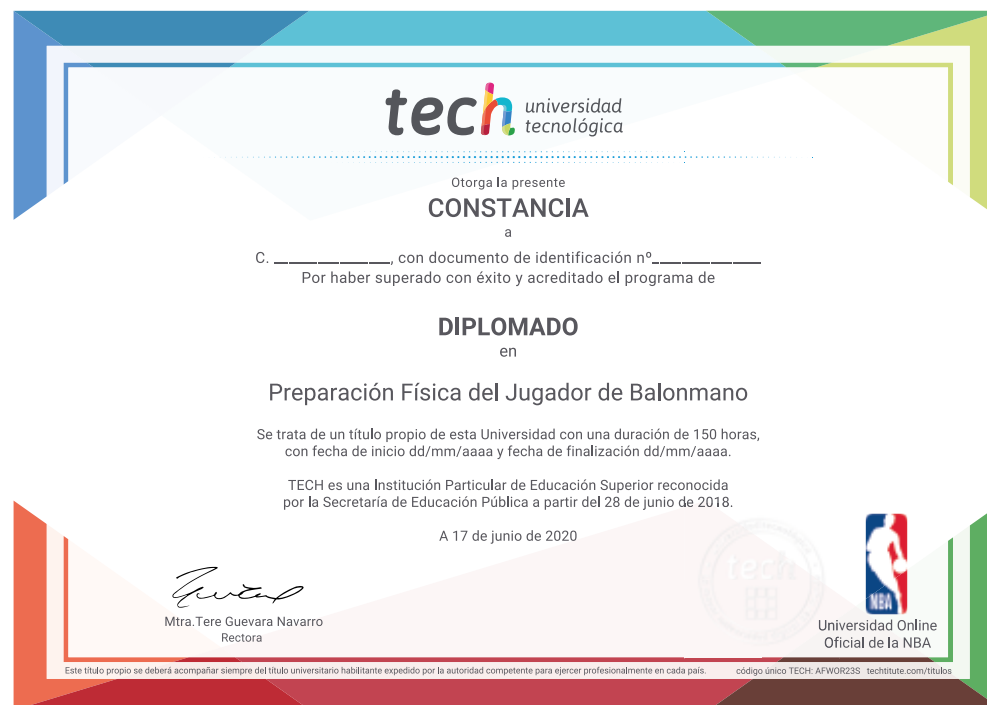 tech universidad
tecnológica
Otorga la presente
CONSTANCIA
a
C. ______________, con documento de identificación nº_____________
Por haber superado con éxito y acreditado el programa de
DIPLOMADO
en
Preparación Física del Jugador de Balonmano
Se trata de un título propio de esta Universidad con una duración de 150 horas,
con fecha de inicio dd/mm/aaaa y fecha de finalización dd/mm/aaaa.
TECH es una Institución Particular de Educación Superior reconocida
por la Secretaría de Educación Pública a partir del 28 de junio de 2018.
A 17 de junio de 2020
tech
NBA
Mtra.Tere Guevara Navarro
Rectora
Universidad Online
Oficial de la NBA
Este título propio se deberá acompañar siempre del título universitario habilitante expedido por la autoridad competente para ejercer profesionalmente en cada país. código único TECH: AFWOR23S techtitute.com/titulos